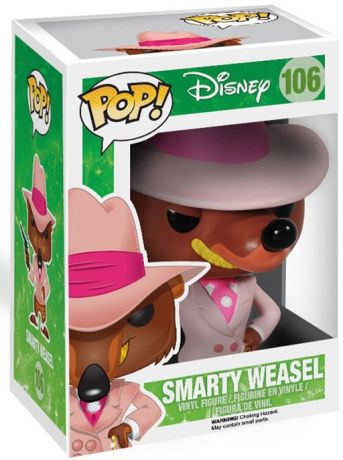 POP!
POP!
Disney
106
SMARTY WEASEL
106
SMARTY WEASEL
VINYL FIGURE / FIGURINE EN VINYLE /
FIGURA DE VINIL
WARNING: Choking Hazard.
May contain small parts.